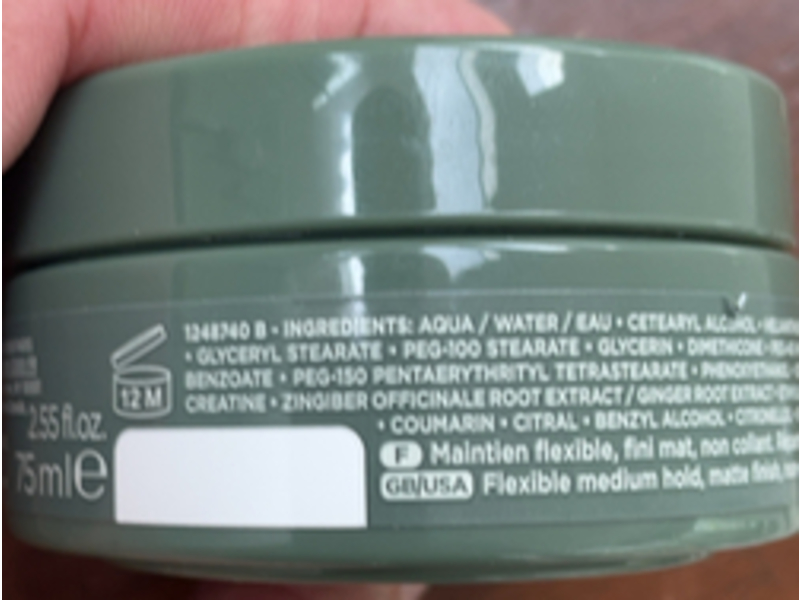 1248740 B • INGREDIENTS: AQUA / WATER / EAU • CETEARYL ALCOHOL •
• GLYCERYL STEARATE • PEG-100 STEARATE • GLYCERIN • DIMETHICONE •
BENZOATE • PEG-150 PENTAERYTHRITYL TETRASTEARATE •
CREATINE • ZINGIBER OFFICINALE ROOT EXTRACT / GINGER ROOT EXTRACT •
• COUMARIN • CITRAL • BENZYL ALCOHOL •
12 M
2.55 fl.oz.
75ml e
F Maintien flexible, fini mat, non collant.
GB/USA Flexible medium hold, matte finish,